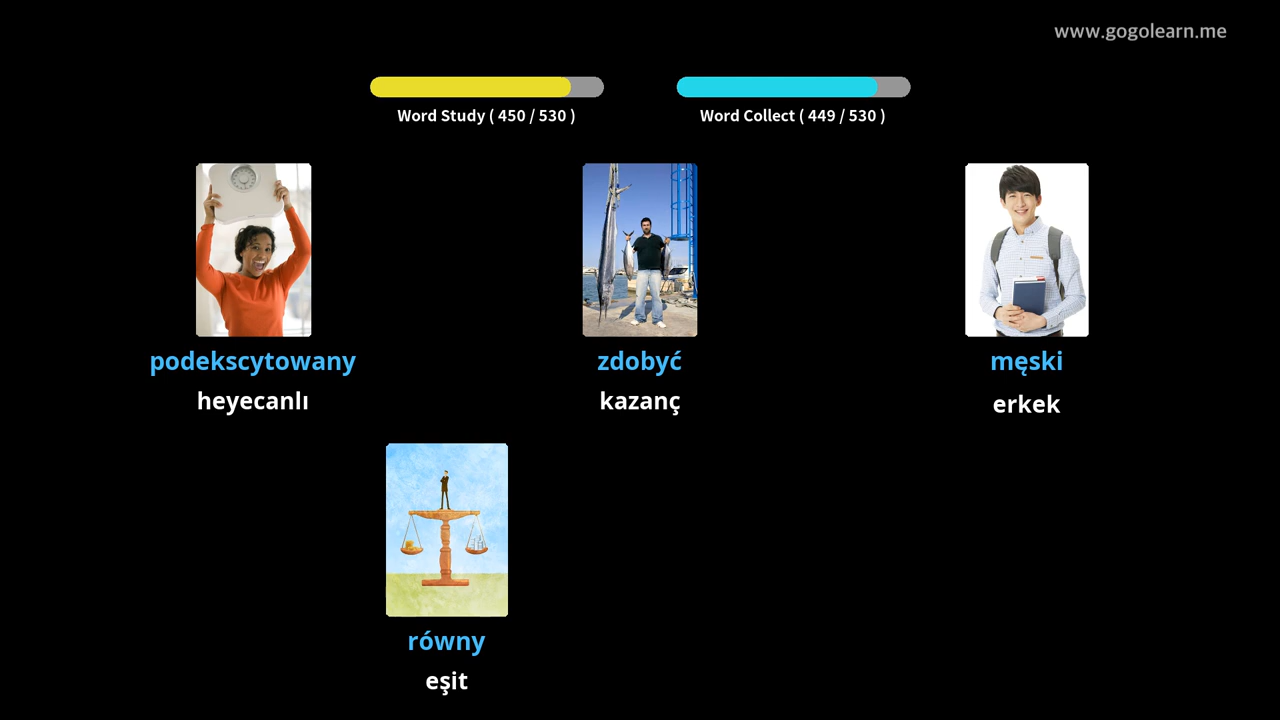 www.gogolearn.me
Word Study ( 450 / 530 )
Word Collect ( 449 / 530 )
podekscytowany
heyecanlı
zdobyć
kazanç
męski
erkek
równy
eşit